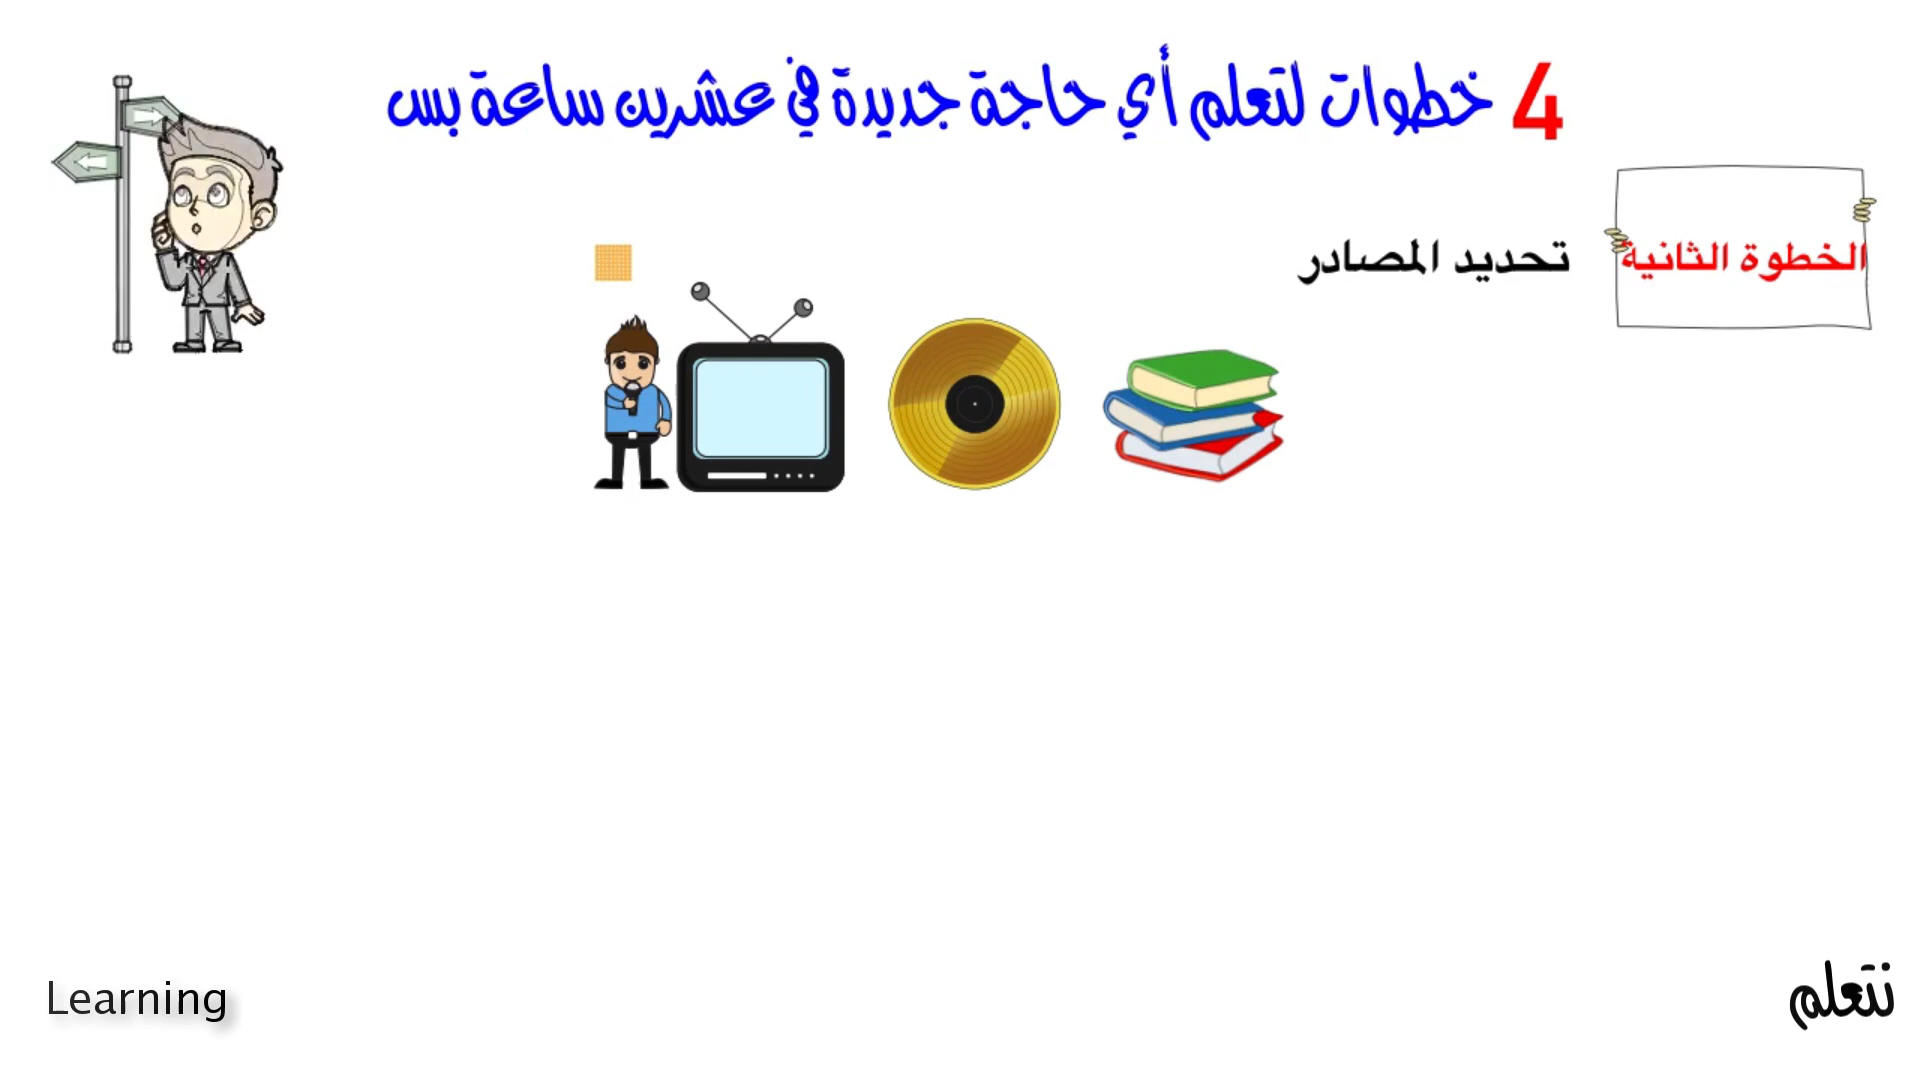 4 خطوات لتعلم أي حاجة جديدة في عشرين ساعة بس
الخطوة الثانية
تحديد المصادر
Learning
نتعلم